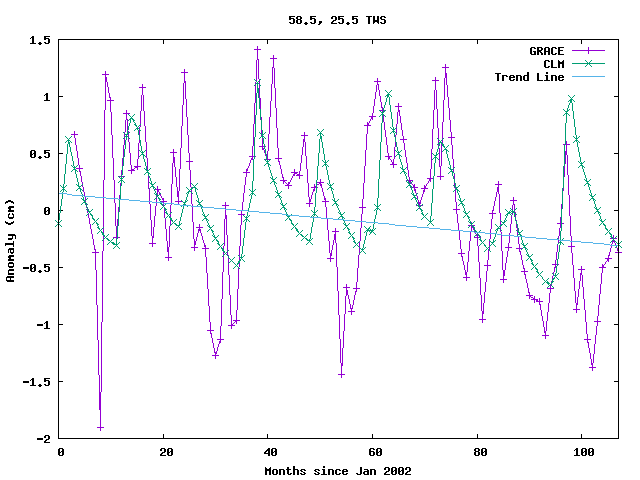 58.5, 25.5 TWS
GRACE
CLM
Trend Line
1.5
1
0.5
0
-0.5
-1
-1.5
-2
Anomaly (cm)
0 20 40 60 80 100
Months since Jan 2002